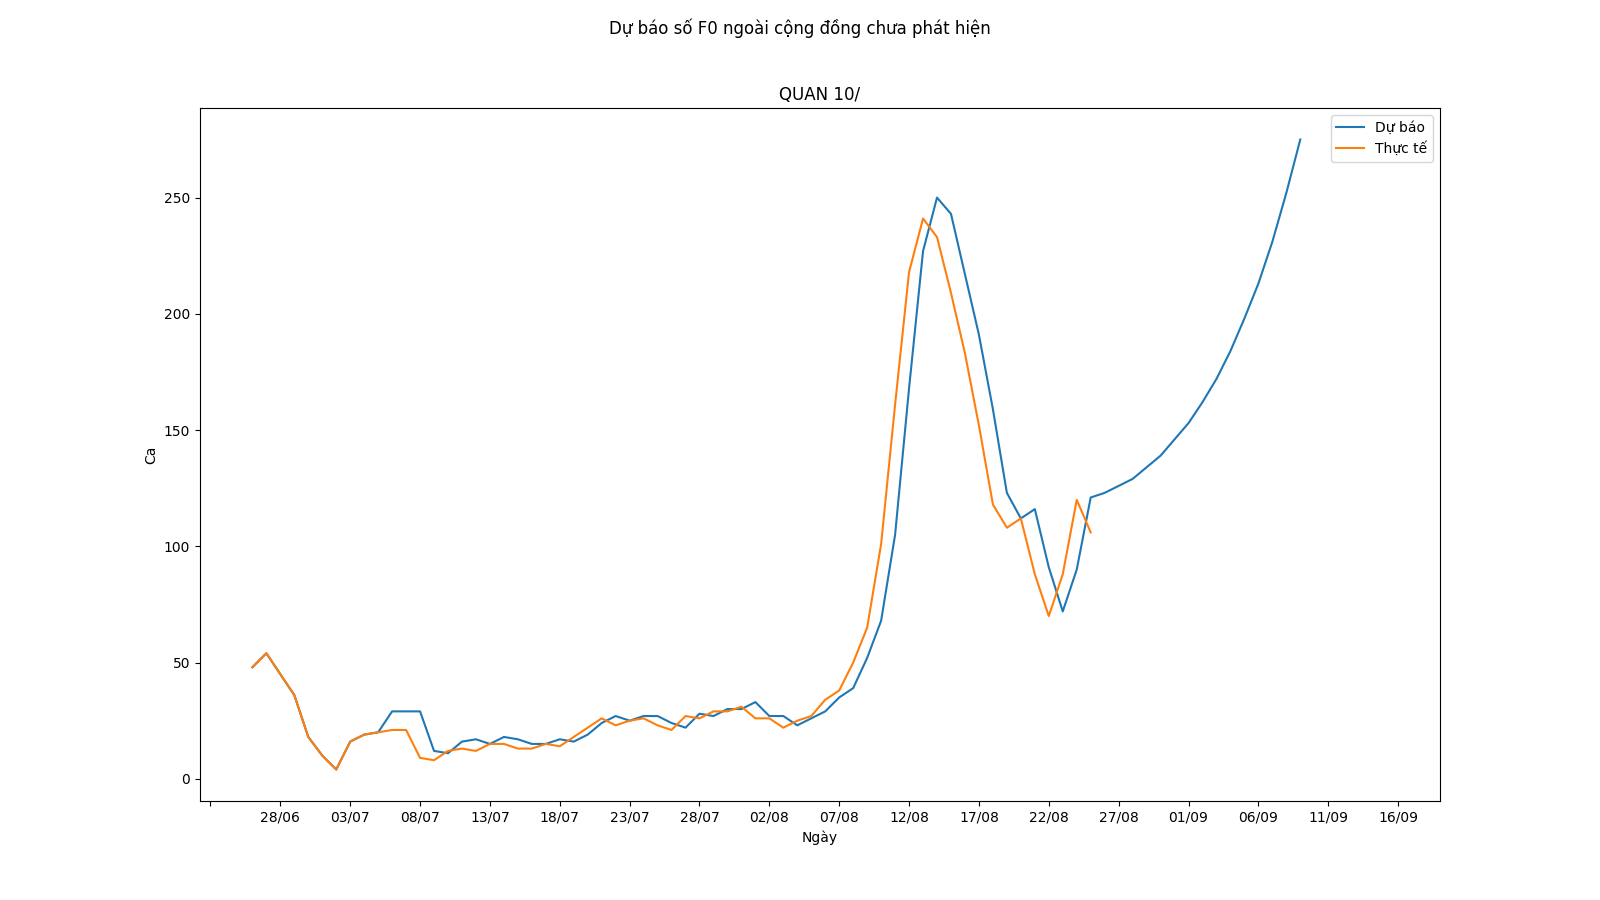 Dự báo số F0 ngoài cộng đồng chưa phát hiện
QUAN 10/
Dự báo
Thực tế
250
200
150
100
50
0
Ca
28/06 03/07 08/07 13/07 18/07 23/07 28/07 02/08 07/08 12/08 17/08 22/08 27/08 01/09 06/09 11/09 16/09
Ngày